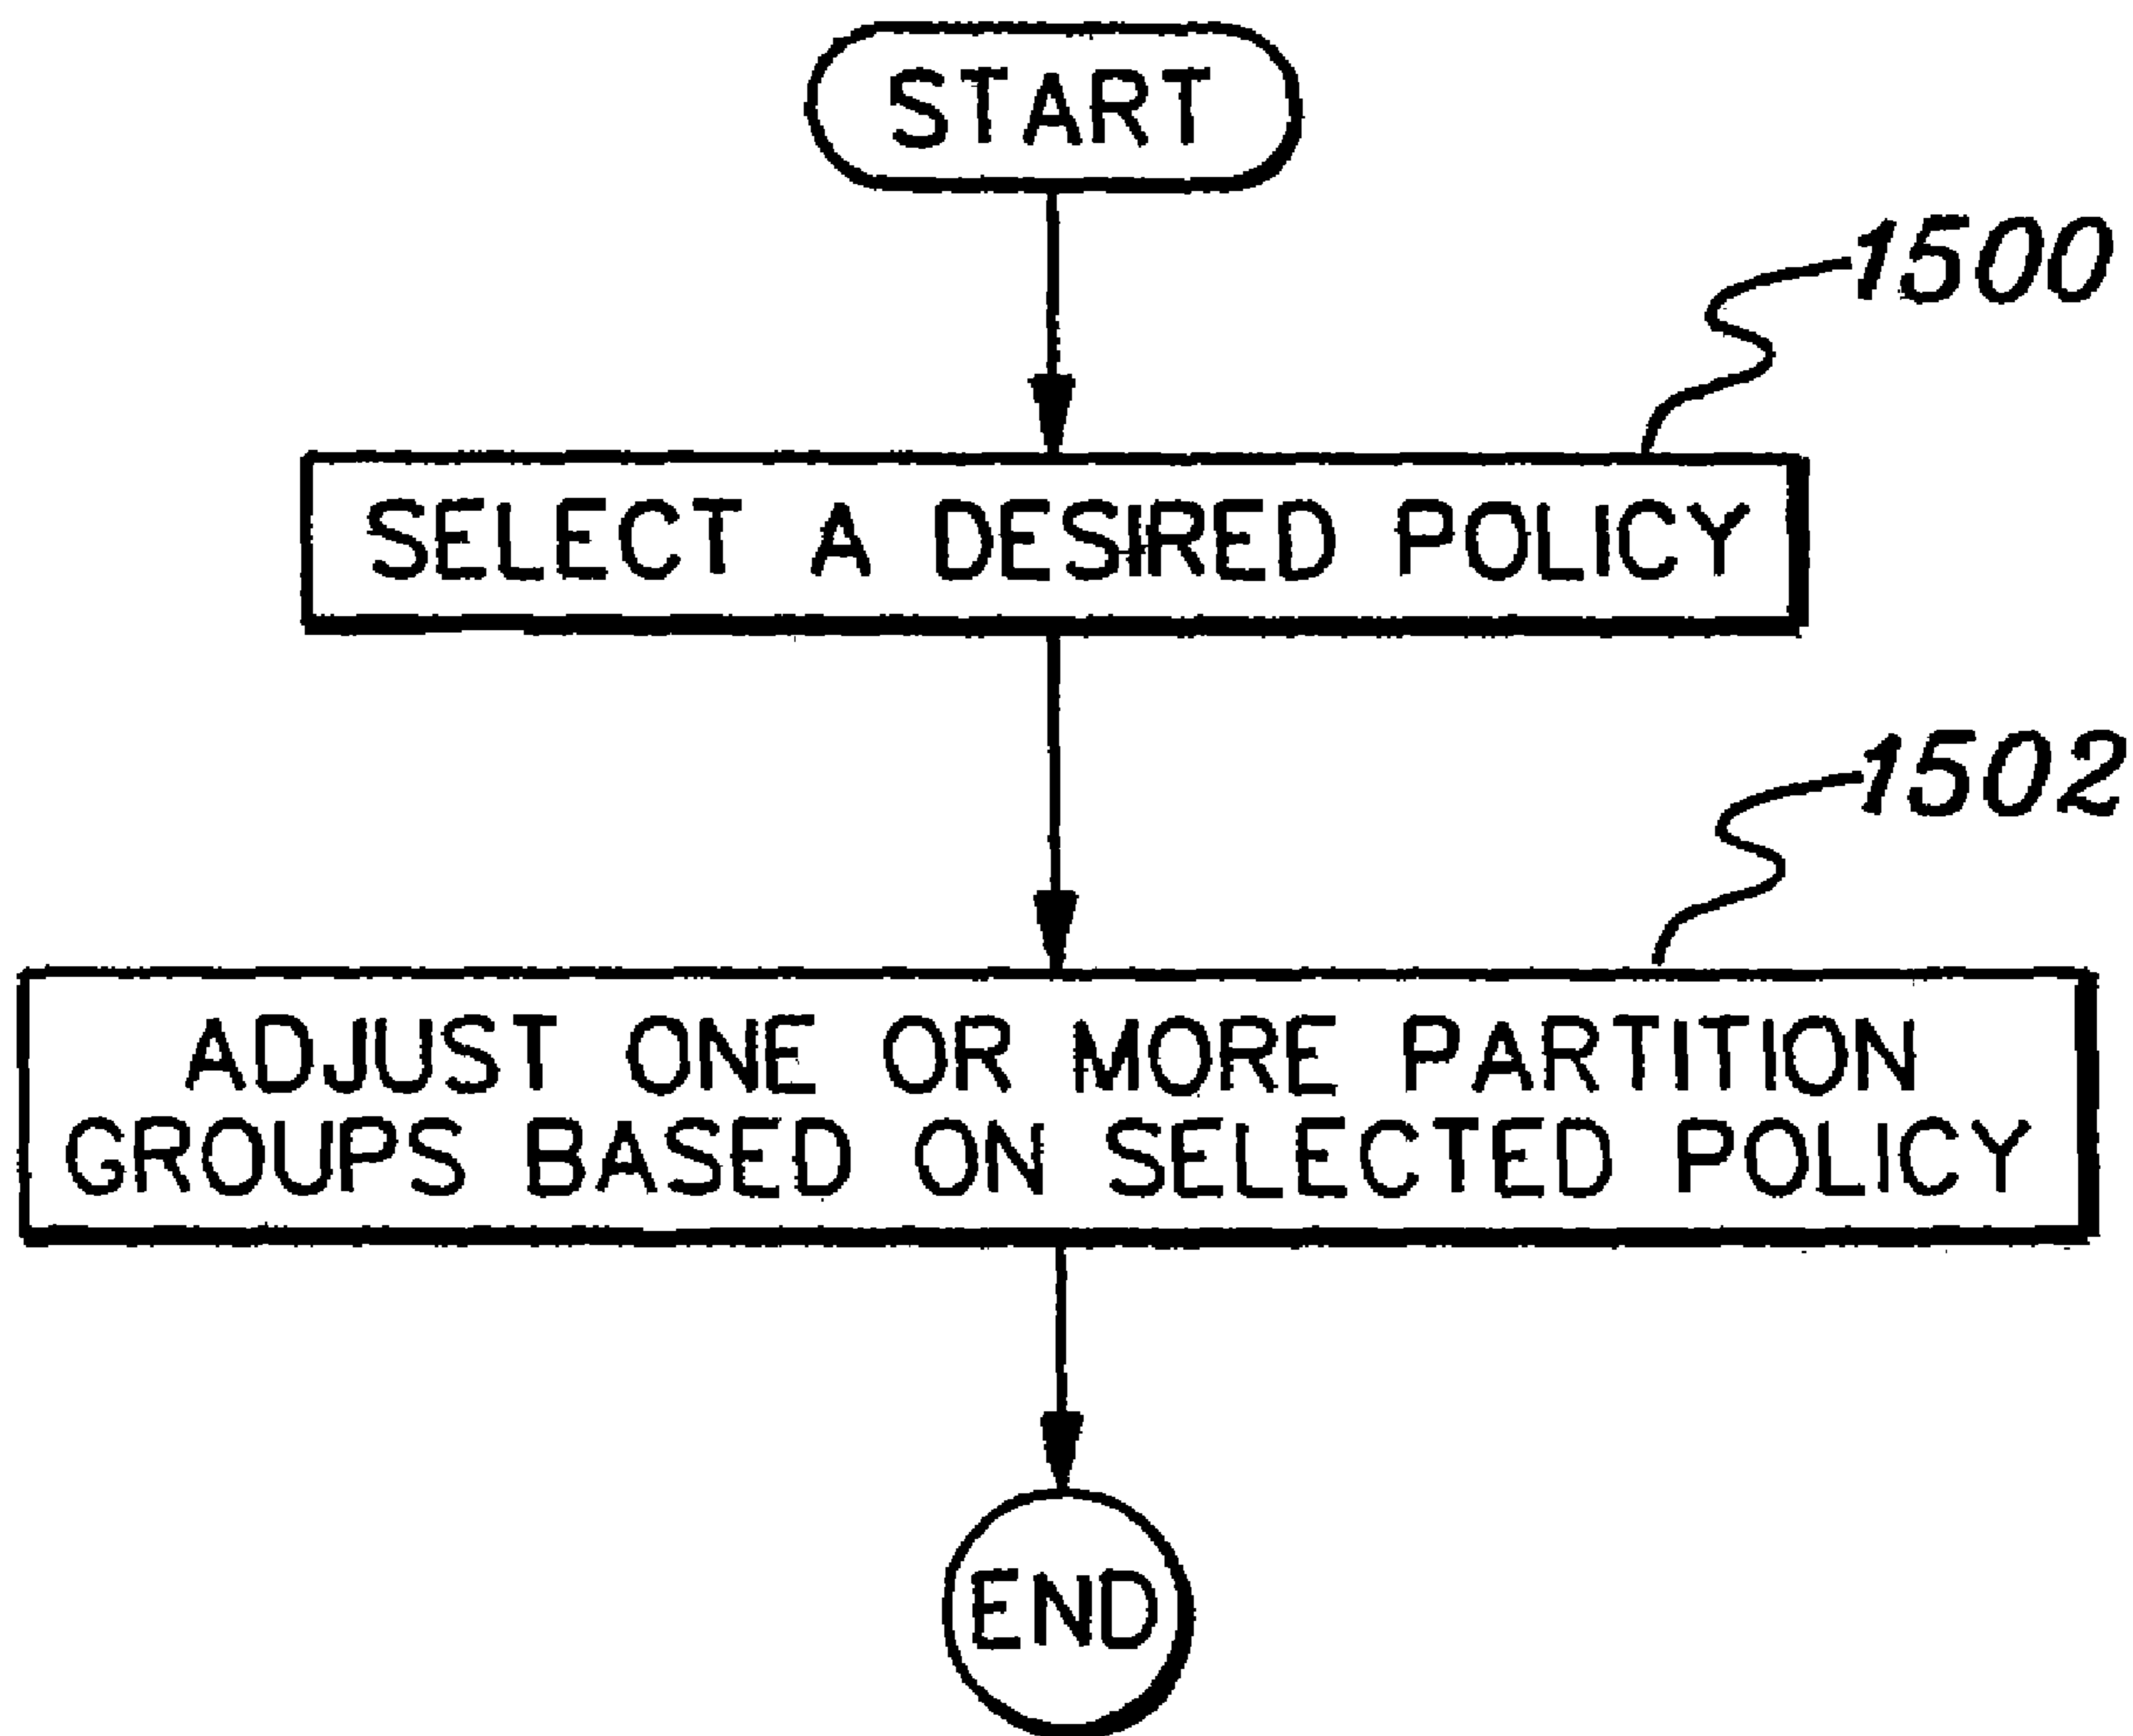 START
1500
SELECT A DESIRED POLICY
1502
ADJUST ONE OR MORE PARTITION
GROUPS BASED ON SELECTED POLICY
END